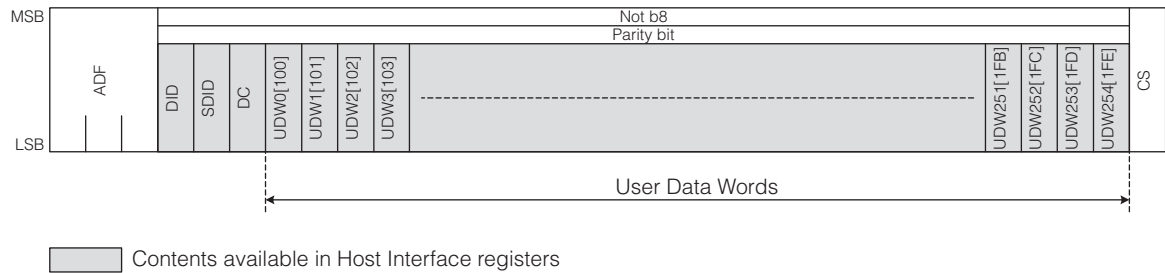 MSB
Not b8
Parity bit
ADF
DID
SDID
DC
UDW0[100]
UDW1[101]
UDW2[102]
UDW3[103]
UDW251[1FB]
UDW252[1FC]
UDW253[1FD]
UDW254[1FE]
CS
LSB
User Data Words
Contents available in Host Interface registers